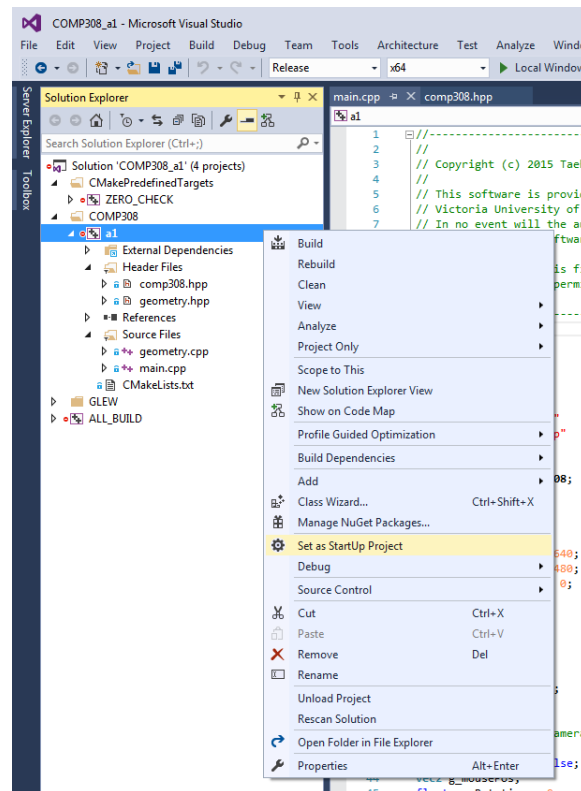 COMP308_a1 - Microsoft Visual Studio
File Edit View Project Build Debug Team Tools Architecture Test Analyze
Release x64 Local
Server Explorer
Toolbox
Solution Explorer
Search Solution Explorer (Ctrl+;)
Solution 'COMP308_a1' (4 projects)
CMakePredefinedTargets
ZERO_CHECK
COMP308
a1
External Dependencies
Header Files
comp308.hpp
geometry.hpp
References
Source Files
geometry.cpp
main.cpp
CMakeLists.txt
GLEW
ALL_BUILD
main.cpp comp308.hpp
a1
1 //-----------------------
2 //
3 // Copyright (c) 2015
4 //
5 // This software is
6 // Victoria University of
7 // In no event will the
Build
Rebuild
Clean
View
Analyze
Project Only
Scope to This
New Solution Explorer View
Show on Code Map
Profile Guided Optimization
Build Dependencies
Add
Class Wizard... Ctrl+Shift+X
Manage NuGet Packages...
Set as StartUp Project
Debug
Source Control
Cut Ctrl+X
Paste Ctrl+V
Remove Del
Rename
Unload Project
Rescan Solution
Open Folder in File Explorer
Properties Alt+Enter
640;
480;
0;
44 vec2 g_mousePos;